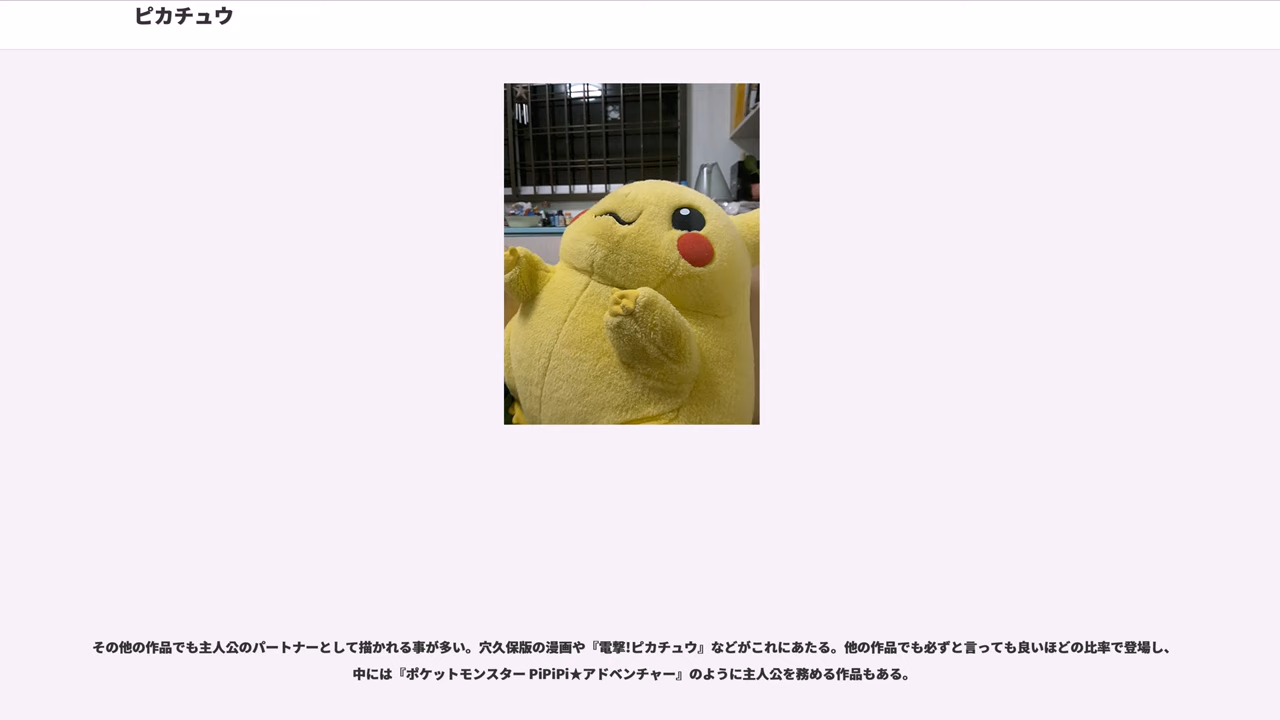 ピカチュウ
その他の作品でも主人公のパートナーとして描かれる事が多い。穴久保版の漫画や『電撃!ピカチュウ』などがこれにあたる。他の作品でも必ずと言っても良いほどの比率で登場し、
中には『ポケットモンスター PiPiPi★アドベンチャー』のように主人公を務める作品もある。